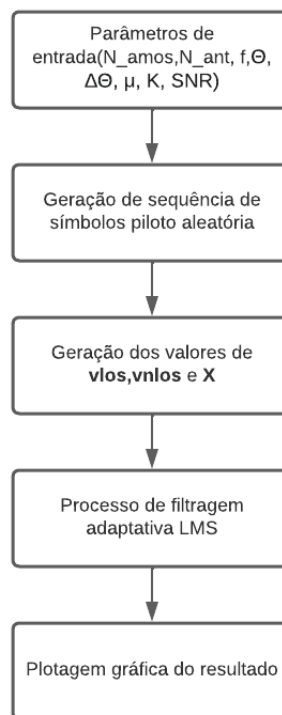 Parâmetros de
entrada(N_amos,N_ant, f,Θ,
ΔΘ, μ, K, SNR)
Geração de sequência de
símbolos piloto aleatória
Geração dos valores de
vlos,vnlos e X
Processo de filtragem
adaptativa LMS
Plotagem gráfica do resultado